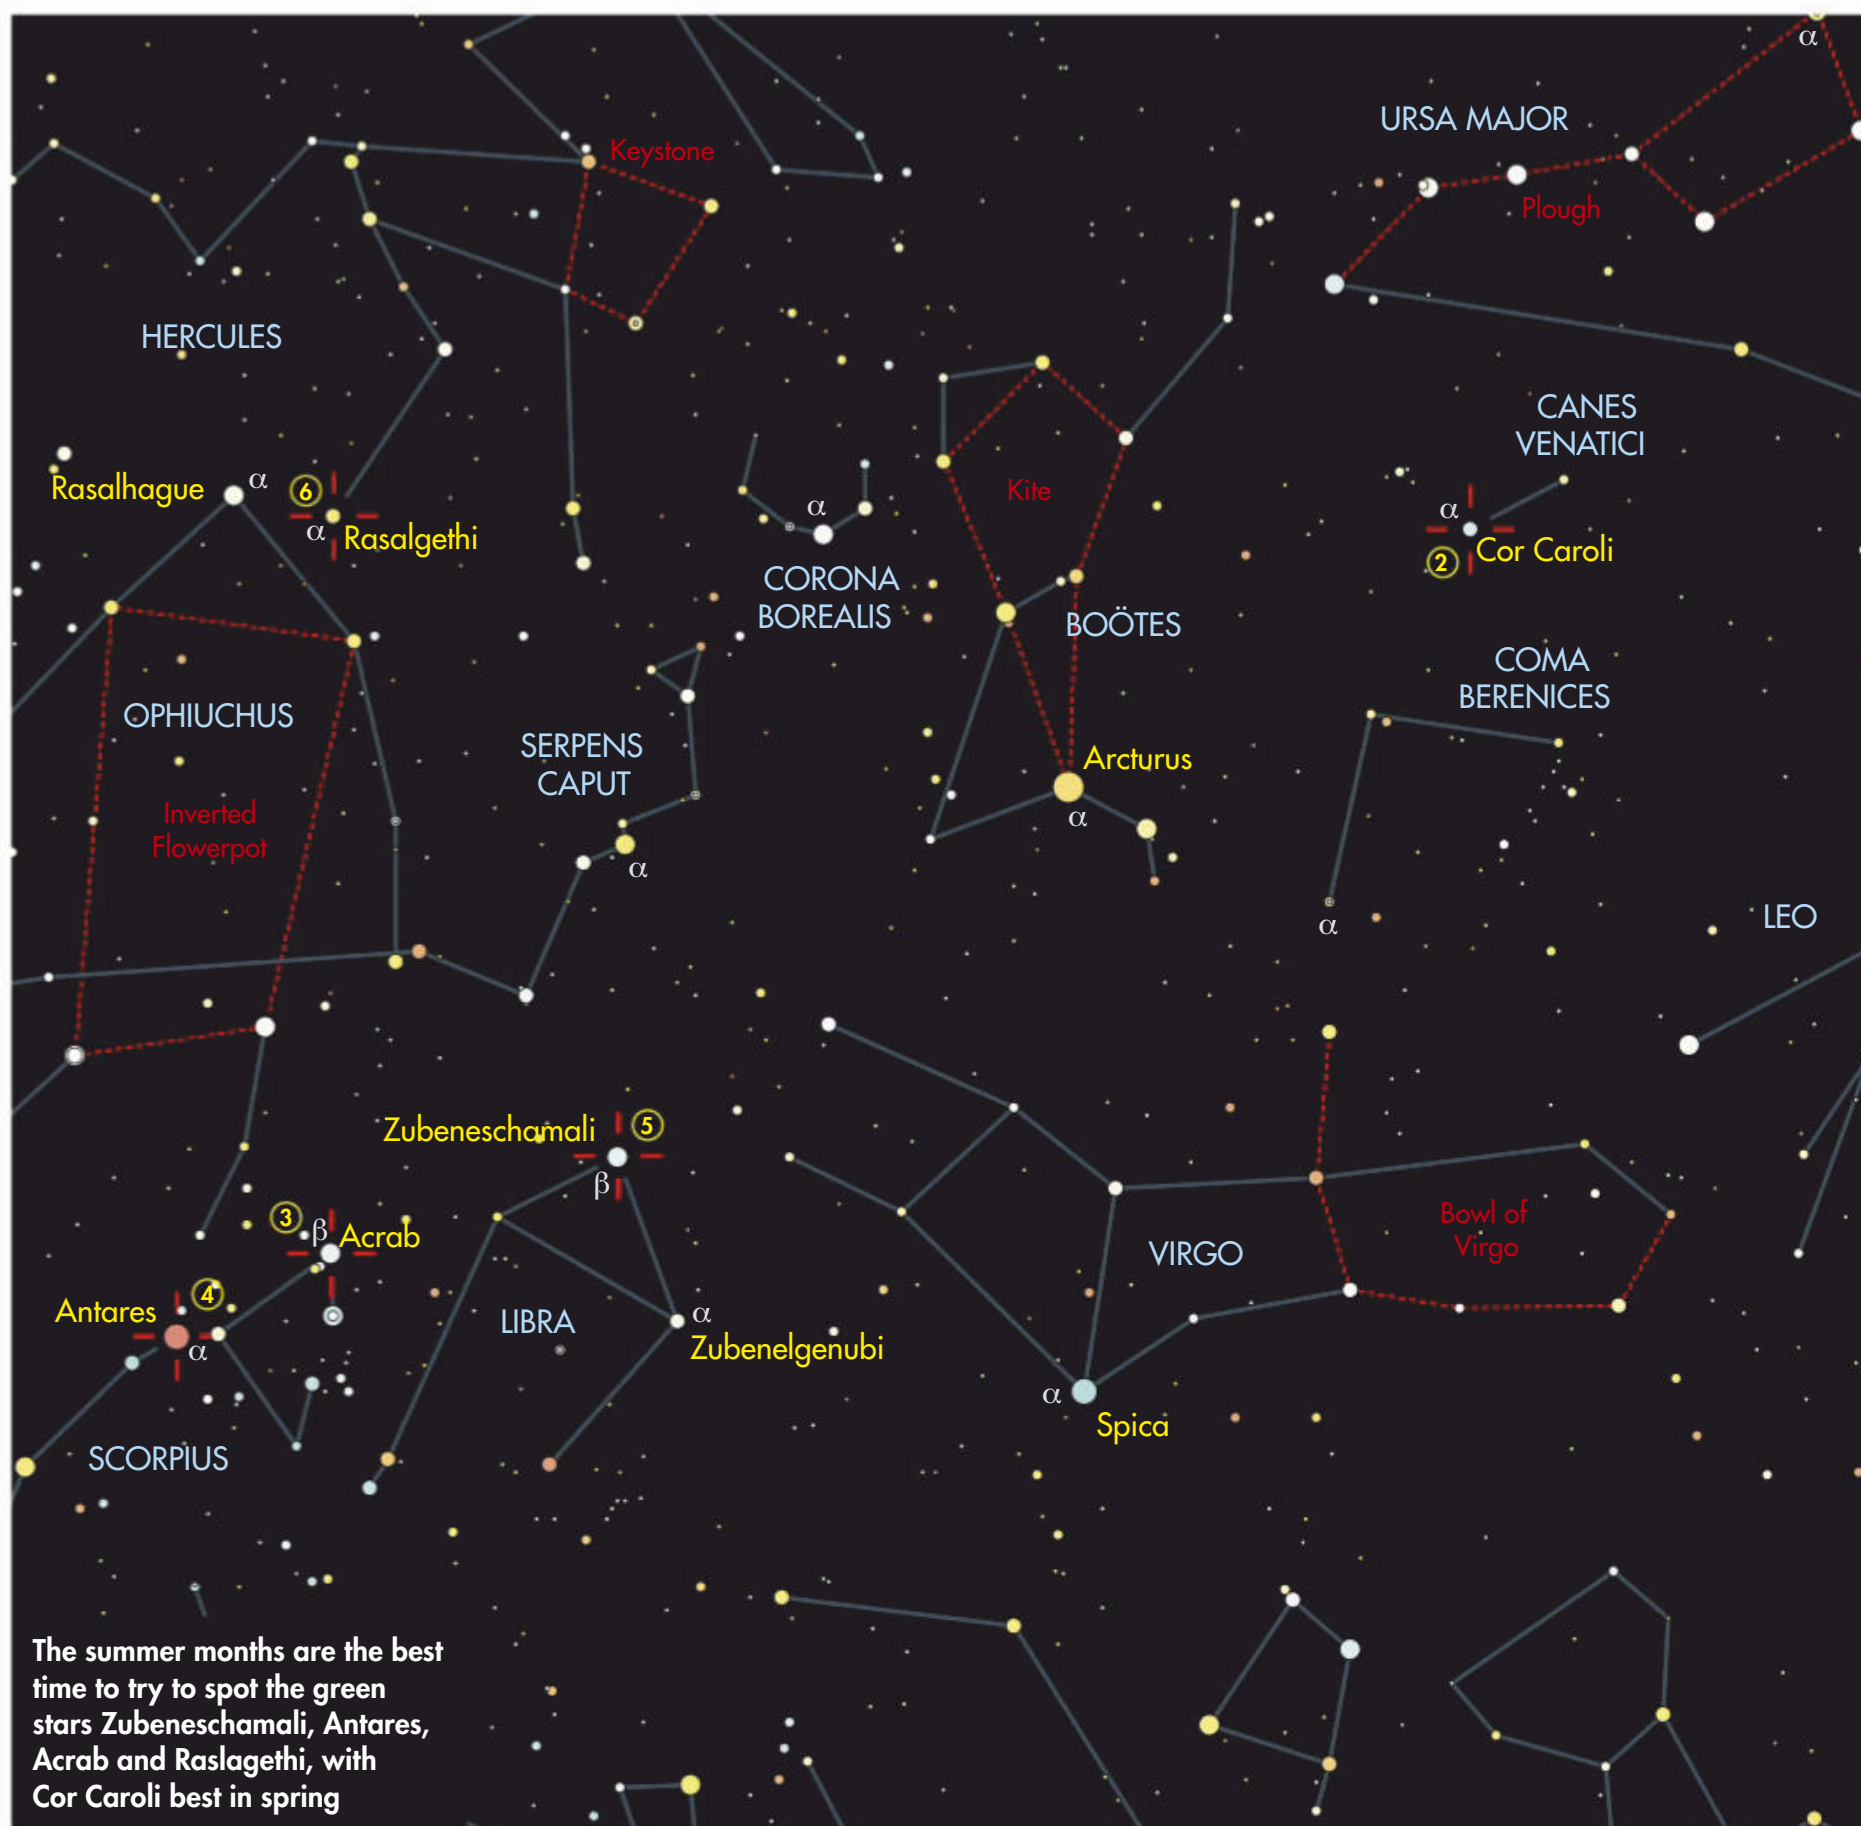 α
URSA MAJOR
Keystone
Plough
HERCULES
CANES
VENATICI
Rasalhague
α
6
α
Rasalgethi
Kite
α
α
2
Cor Caroli
CORONA
BOREALIS
BOÖTES
COMA
BERENICES
OPHIUCHUS
SERPENS
CAPUT
Arcturus
α
Inverted
Flowerpot
α
α
LEO
Zubeneschamali
5
β
3
β
Acrab
Bowl of
Virgo
VIRGO
4
Antares
α
LIBRA
α
Zubenelgenubi
α
Spica
SCORPIUS
The summer months are the best
time to try to spot the green
stars Zubeneschamali, Antares,
Acrab and Raslagethi, with
Cor Caroli best in spring